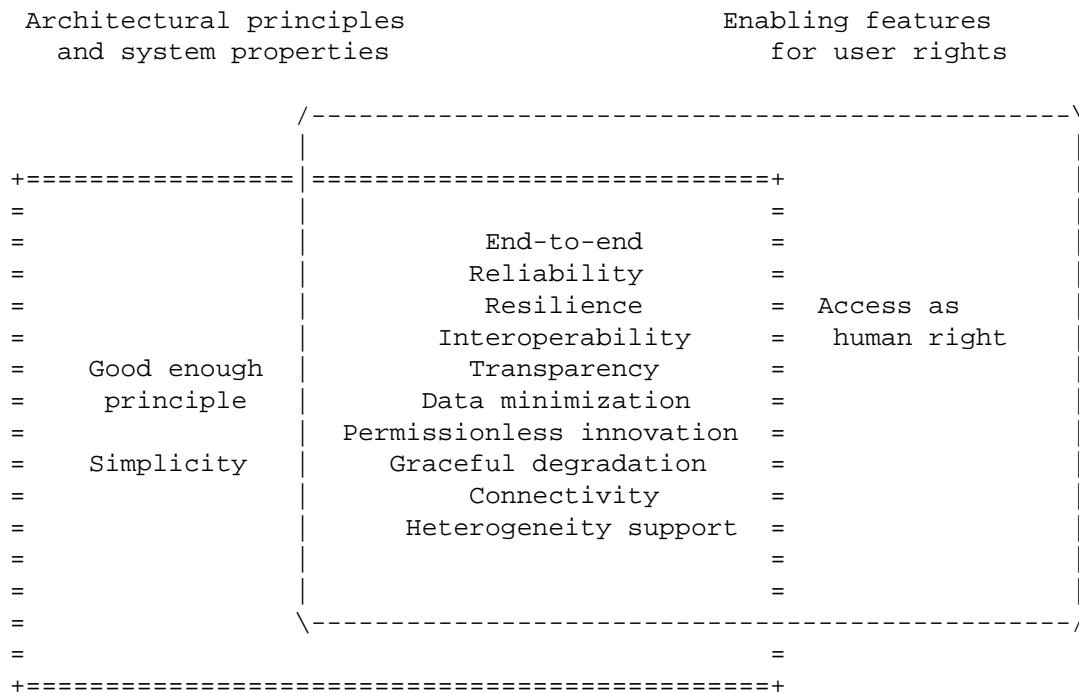 Architectural principles                    Enabling features
and system properties                        for user rights
/------------------------------------------------\
|                                                |
+=================|=============================+                  |
=                 |                             =                  |
=                 |           End-to-end        =                  |
=                 |          Reliability        =                  |
=                 |           Resilience        =  Access as       |
=                 |        Interoperability     =   human right    |
=    Good enough  |          Transparency       =                  |
=     principle   |       Data minimization     =                  |
=                 |  Permissionless innovation  =                  |
=    Simplicity   |     Graceful degradation    =                  |
=                 |          Connectivity       =                  |
=                 |      Heterogeneity support  =                  |
=                 |                             =                  |
=                 |                             =                  |
=                 \------------------------------------------------/
=                                               =
+===============================================+